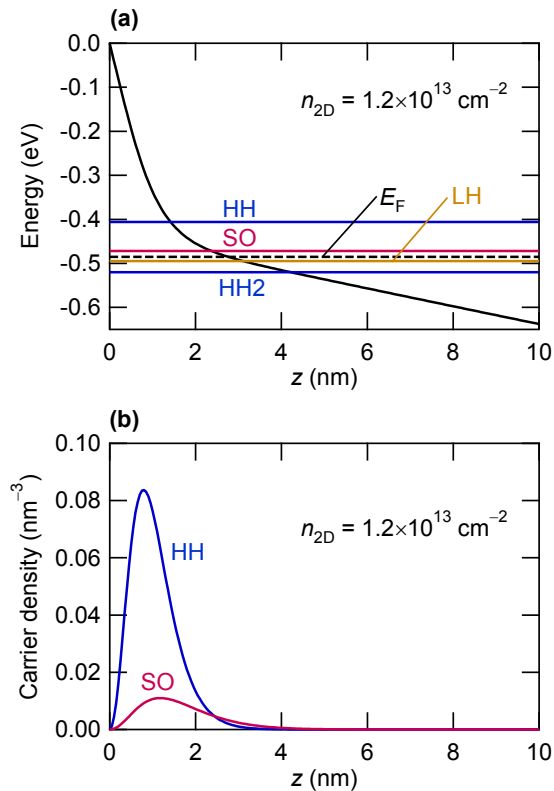 (a)
0.0
-0.1
-0.2
-0.3
-0.4
-0.5
-0.6
Energy (eV)
n2D = 1.2×10^13 cm^−2
HH
SO
EF
LH
HH2
0 2 4 6 8 10
z (nm)
(b)
0.10
0.08
0.06
0.04
0.02
0.00
Carrier density (nm^−3)
n2D = 1.2×10^13 cm^−2
HH
SO
0 2 4 6 8 10
z (nm)